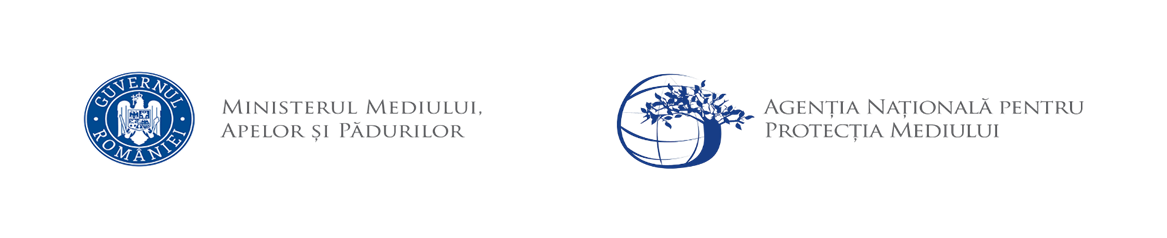 GUVERNUL
ROMÂNIEI
MINISTERUL MEDIULUI,
APELOR ȘI PĂDURILOR
AGENȚIA NAȚIONALĂ PENTRU
PROTECȚIA MEDIULUI